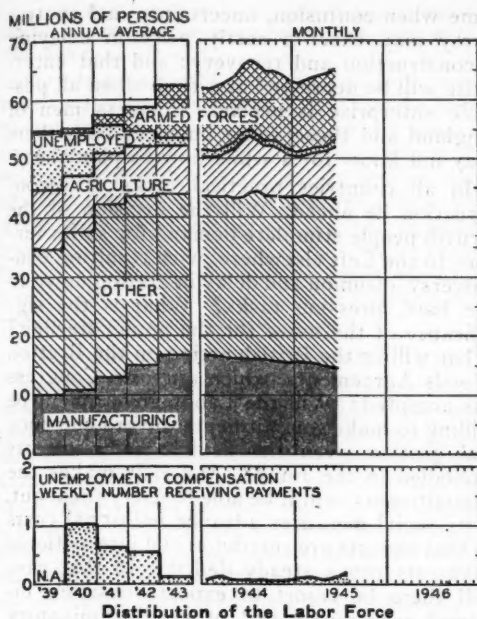 MILLIONS OF PERSONS
ANNUAL AVERAGE
MONTHLY
70
60
ARMED FORCES
UNEMPLOYED
50
AGRICULTURE
40
30
OTHER
20
10
MANUFACTURING
0
UNEMPLOYMENT COMPENSATION
WEEKLY NUMBER RECEIVING PAYMENTS
2
1
N.A.
0
'39 '40 '41 '42 '43 1944 1945 1946
Distribution of the Labor Force